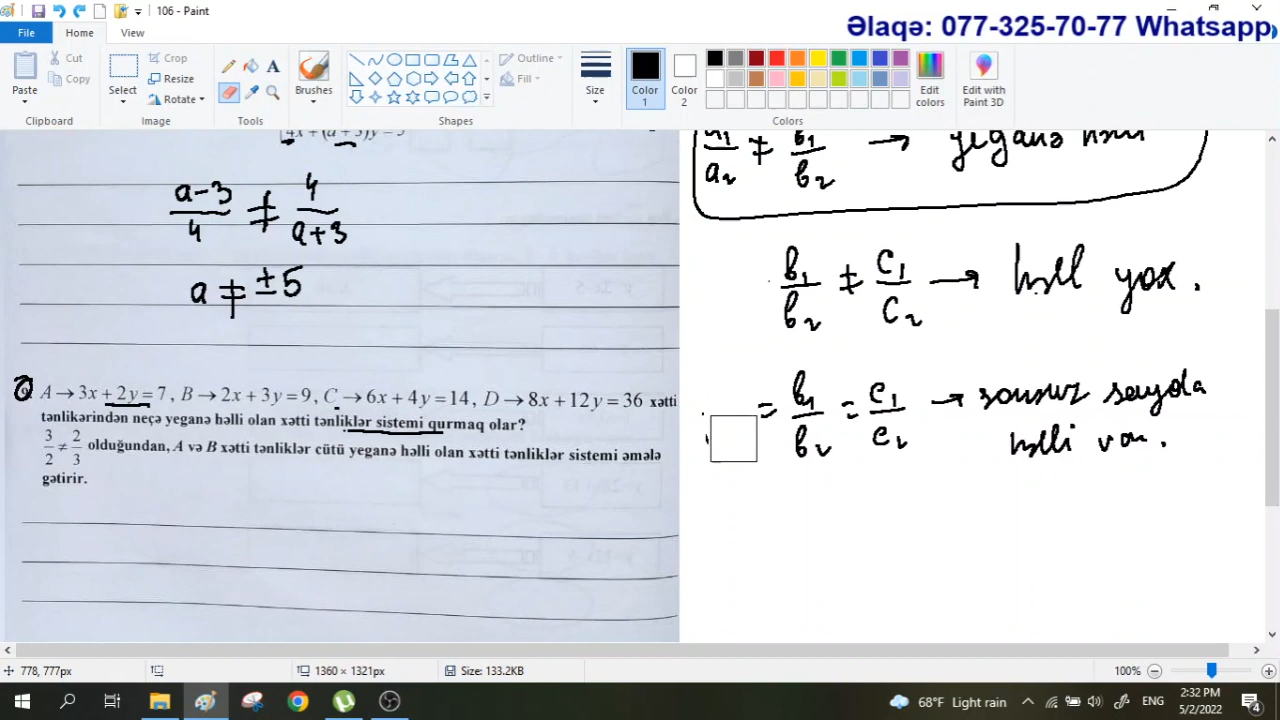 106 - Paint
Əlaqə: 077-325-70-77 Whatsapp
File Home View
Paste
Cut
Copy
Clipboard
Select
Crop
Resize
Rotate
Image
Tools
Brushes
Shapes
Outline
Fill
Size
Color 1
Color 2
Colors
Edit colors
Edit with Paint 3D
a-3/4 ≠ 4/a+3
a ≠ ±5
A → 3x + 2y = 7, B → 2x + 3y = 9, C → 6x + 4y = 14, D → 8x + 12y = 36 xətti
tənlikərindən neçə yeganə həlli olan xətti tənliklər sistemi qurmaq olar?
3/2 ≠ 2/3 olduğundan, A və B xətti tənliklər cütü yeganə həlli olan xətti tənliklər sistemi əmələ
gətirir.
a1/a2 ≠ b1/b2 → yeganə həlli
b1/b2 ≠ c1/c2 → həll yox.
= b1/b2 = c1/c2 → sonsuz sayda
həlli var.
778, 777px
1360 × 1321px
Size: 133.2KB
100%
68°F Light rain
ENG
2:32 PM
5/2/2022
4